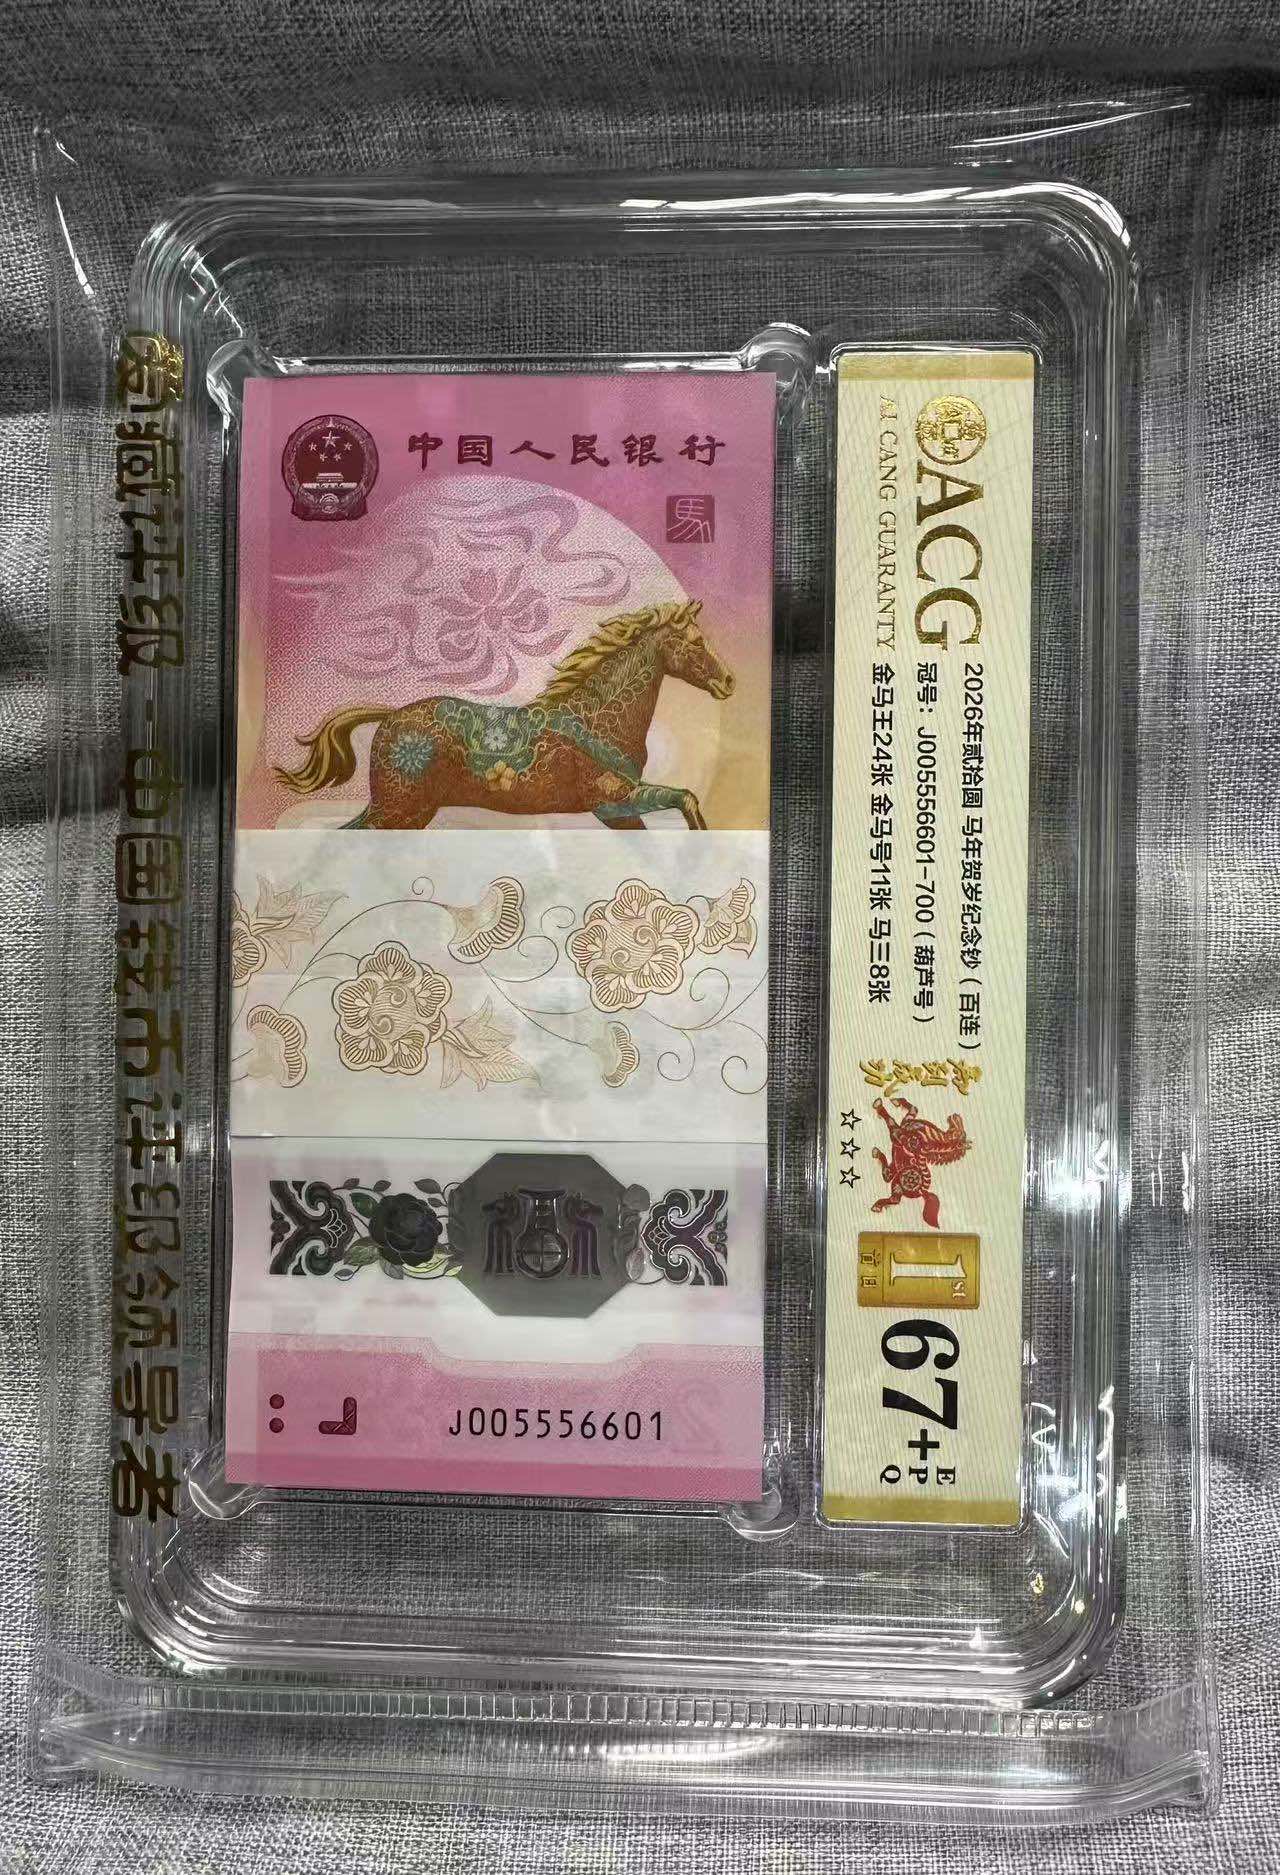 中国人民银行
馬
J005556601
ACG
AI CANG GUARANTY
2026年贰拾圆 马年贺岁纪念钞（百连）
冠号：J005556601-700（葫芦号）
金马王24张 金马号11张 马三8张
☆☆☆
1st
首日
67+
EPQ
爱藏评级-中国钱币评级领导者